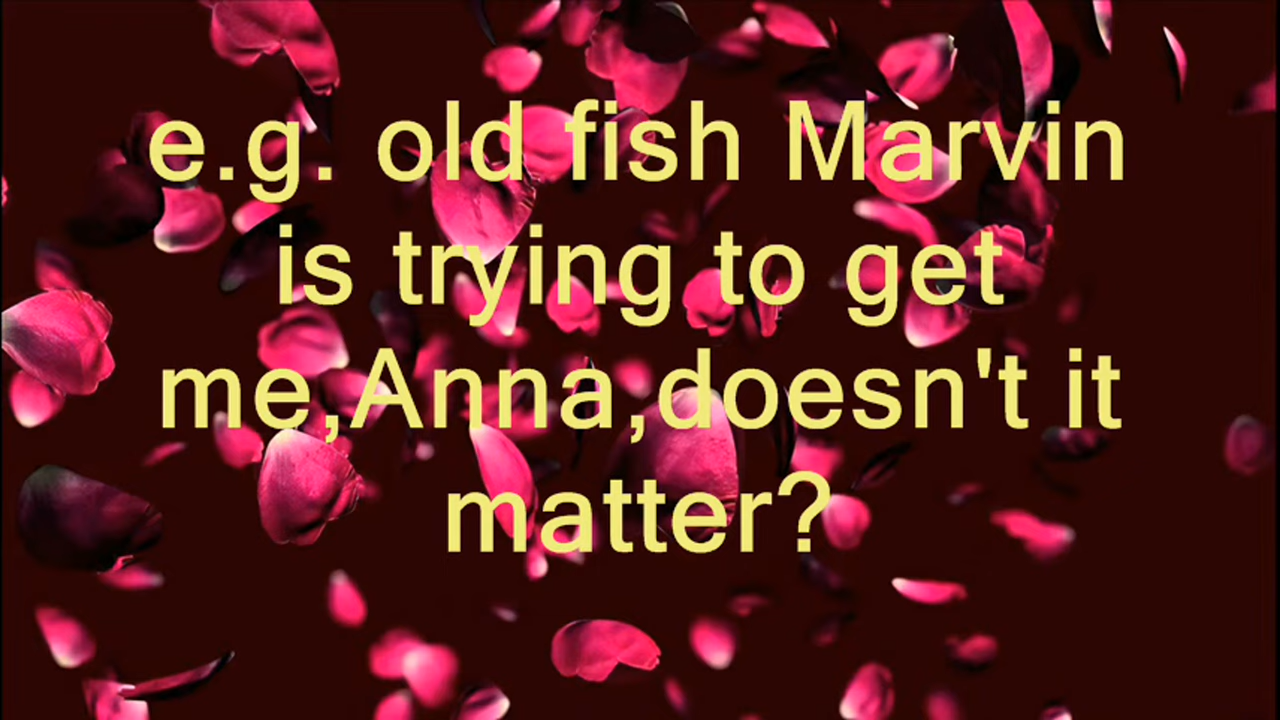 e.g. old fish Marvin
is trying to get
me,Anna,doesn't it
matter?